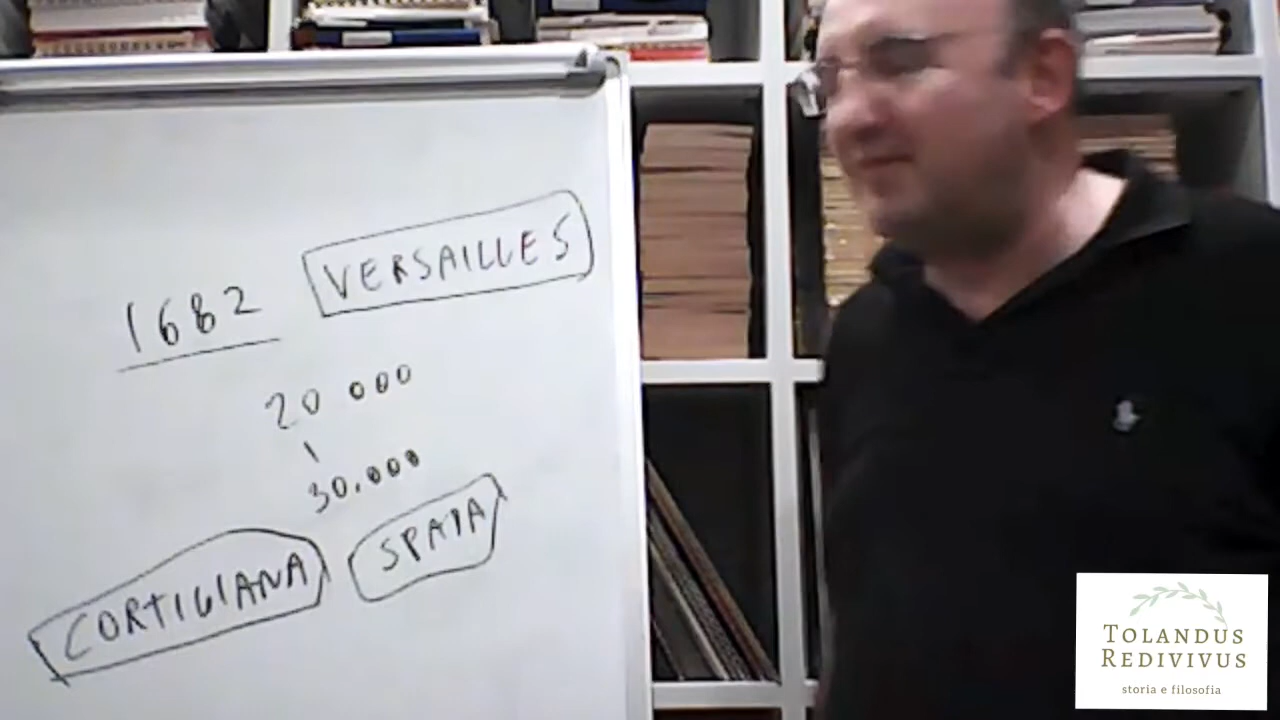 1682 VERSAILLES
20 000
30.000
CORTIGIANA SPADA
TOLANDUS
REDIVIVUS
storia e filosofia